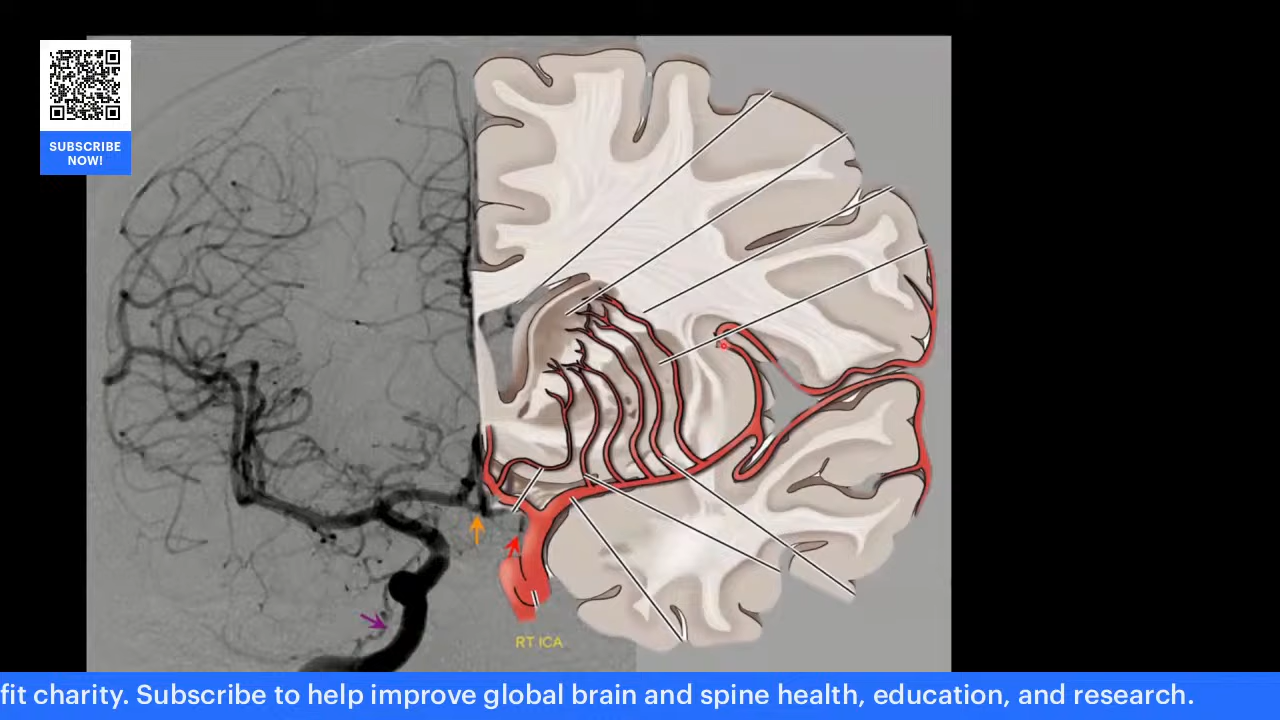 SUBSCRIBE
NOW!
RT ICA
fit charity. Subscribe to help improve global brain and spine health, education, and research.